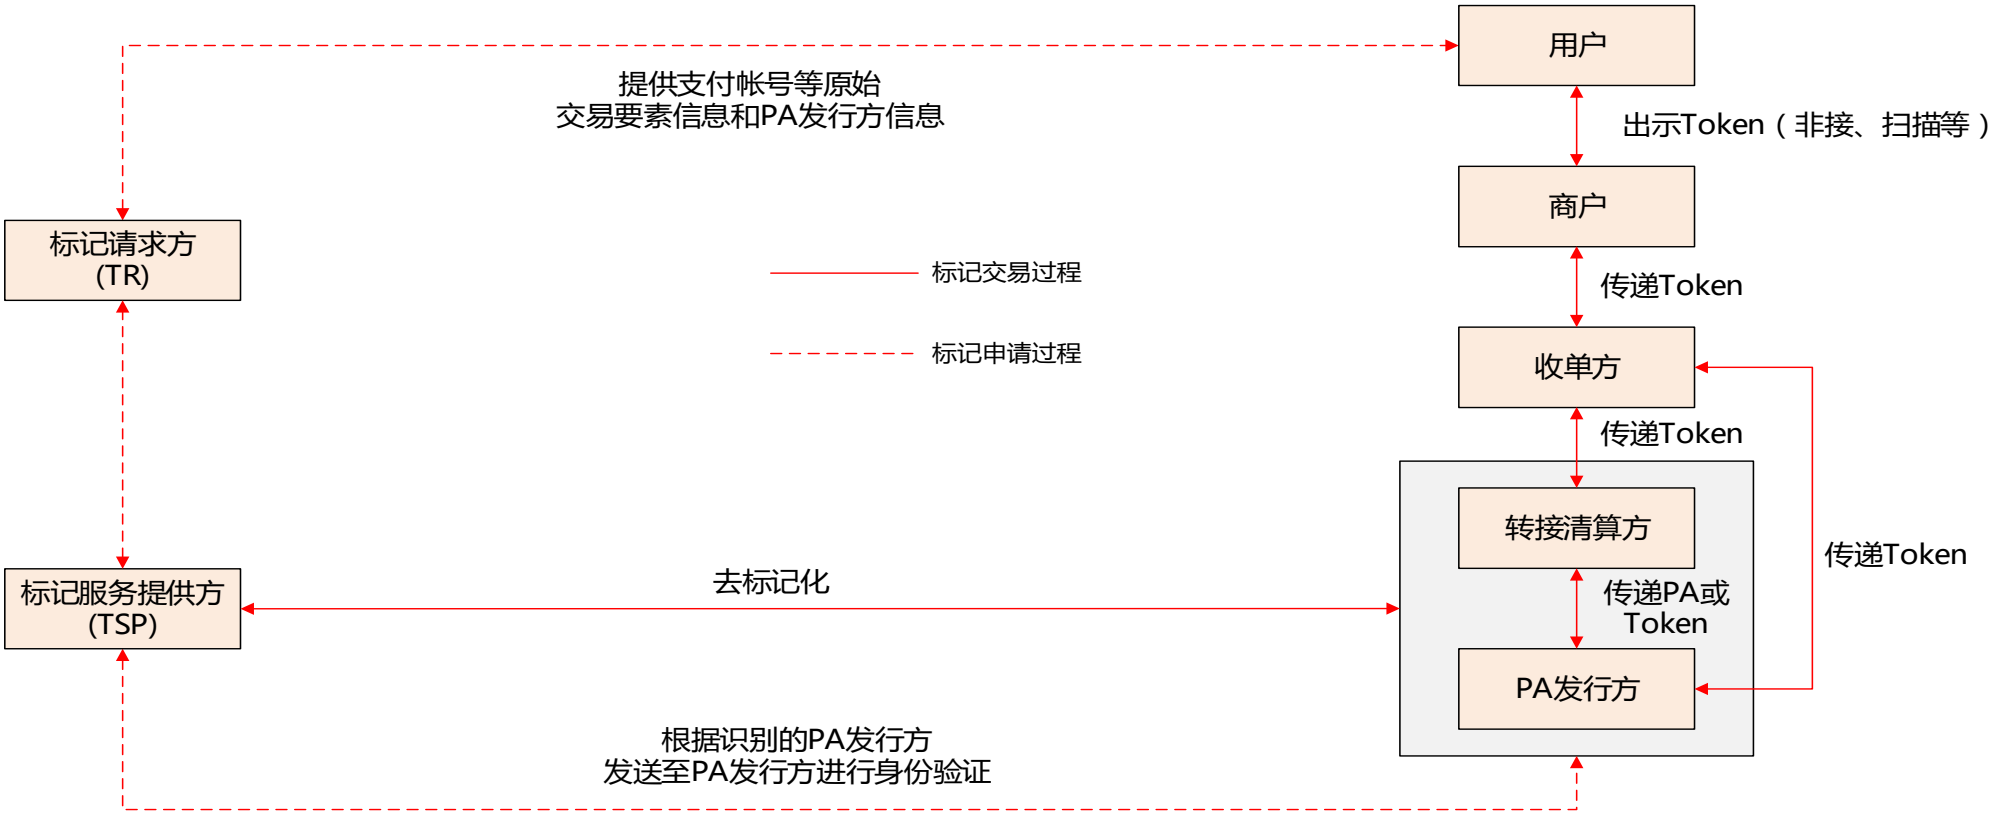 用户
提供支付帐号等原始
交易要素信息和PA发行方信息
出示Token（非接、扫描等）
商户
标记请求方
(TR)
标记交易过程
传递Token
标记申请过程
收单方
传递Token
转接清算方
传递Token
去标记化
标记服务提供方
(TSP)
传递PA或
Token
PA发行方
根据识别的PA发行方
发送至PA发行方进行身份验证